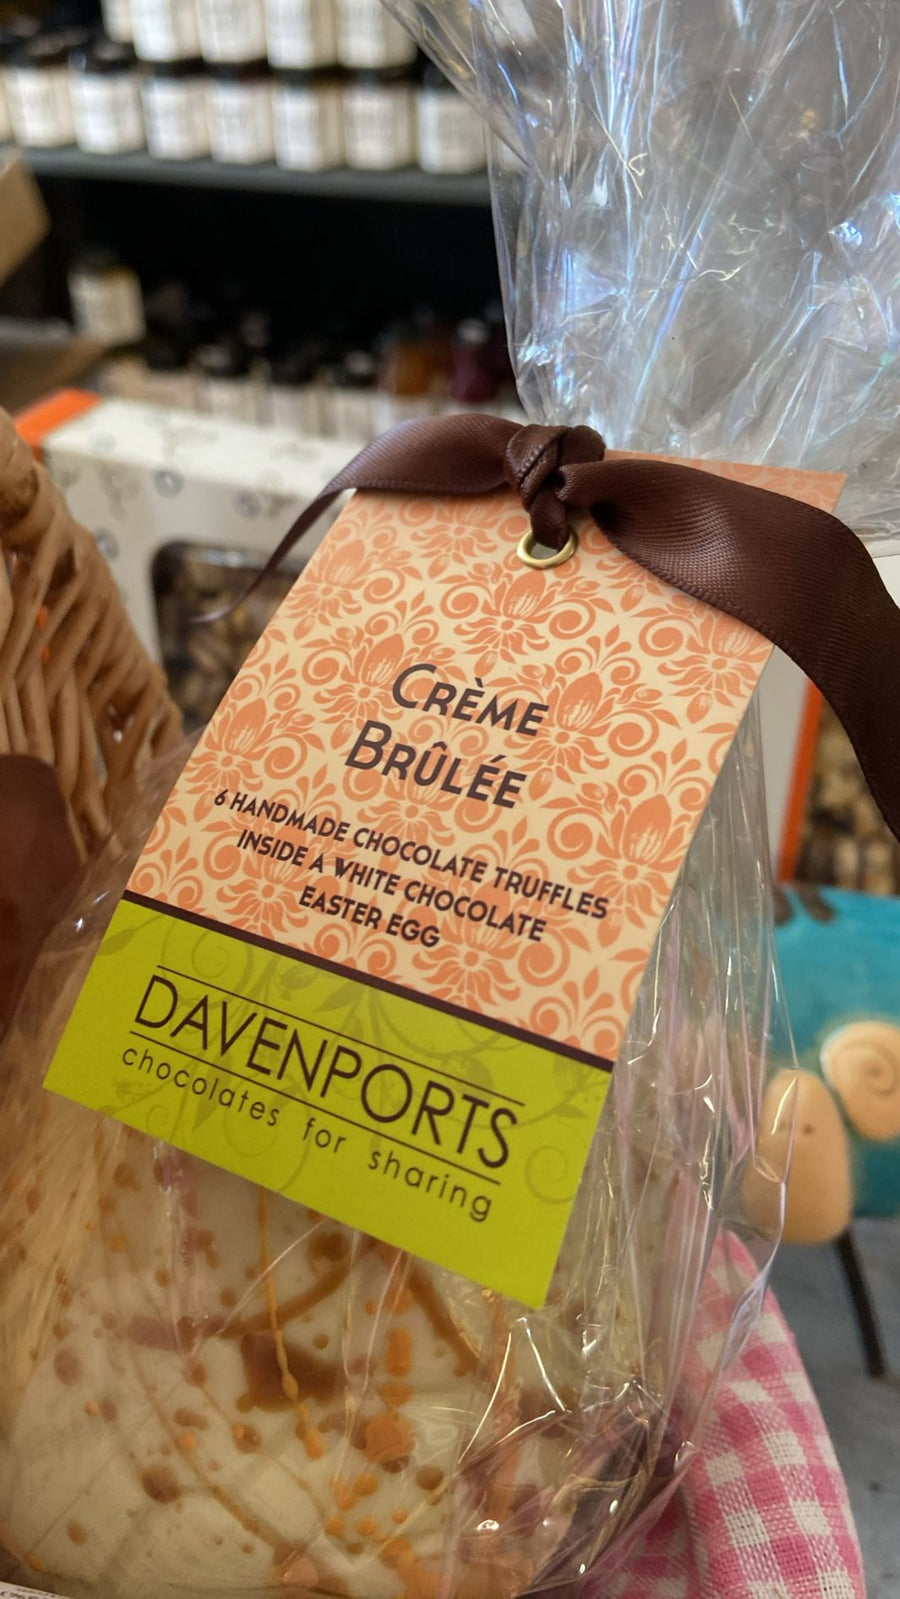 CRÈME
BRÛLÉE
6 HANDMADE CHOCOLATE TRUFFLES
INSIDE A WHITE CHOCOLATE
EASTER EGG
DAVENPORTS
chocolates for sharing